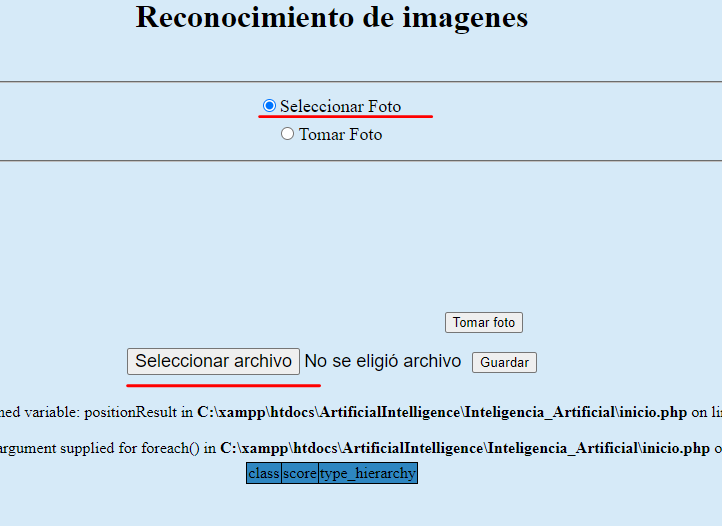 Reconocimiento de imagenes
Seleccionar Foto
Tomar Foto
Tomar foto
Seleccionar archivo No se eligió archivo Guardar
variable: positionResult in C:\xampp\htdocs\ArtificialIntelligence\Inteligencia_Artificial\inicio.php on
argument supplied for foreach() in C:\xampp\htdocs\ArtificialIntelligence\Inteligencia_Artificial\inicio.php
class score type_hierarchy